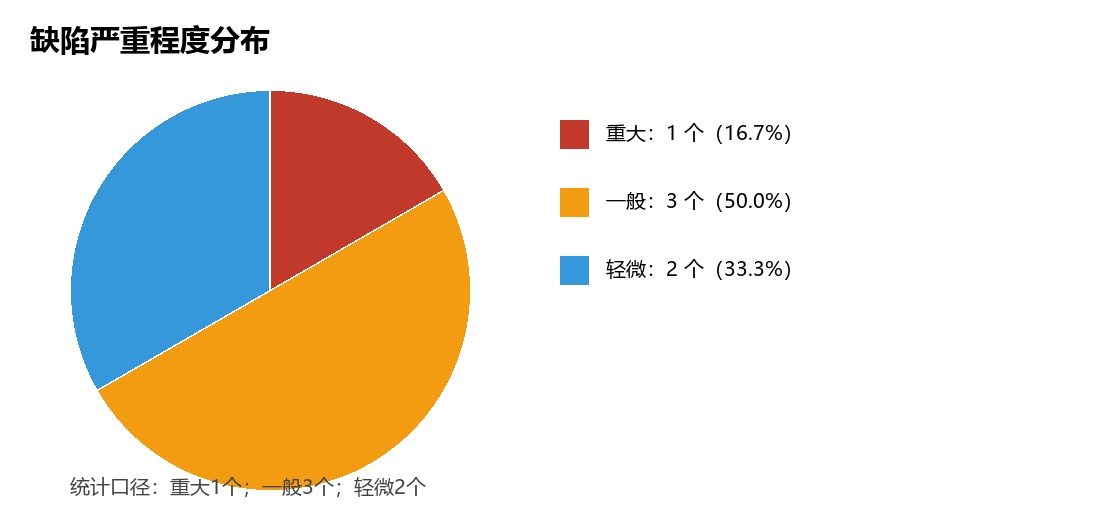 缺陷严重程度分布
重大：1 个（16.7%）
一般：3 个（50.0%）
轻微：2 个（33.3%）
统计口径：重大1个；一般3个；轻微2个